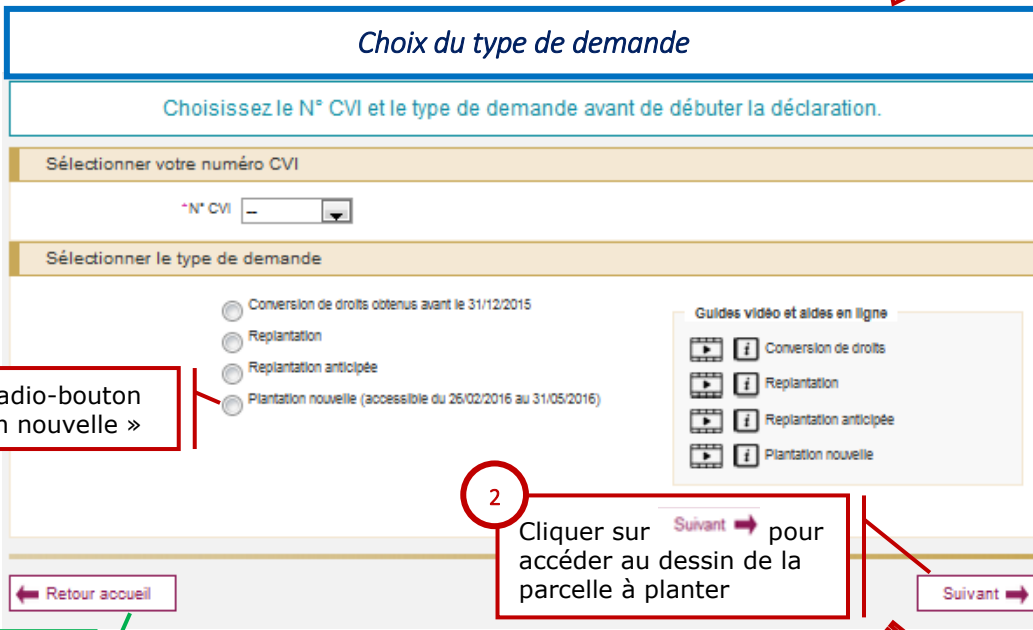 Choix du type de demande
Choisissez le N° CVI et le type de demande avant de débuter la déclaration.
Sélectionner votre numéro CVI
*N° CVI --
Sélectionner le type de demande
Conversion de droits obtenus avant le 31/12/2015
Replantation
Replantation anticipée
Plantation nouvelle (accessible du 26/02/2016 au 31/05/2016)
Guides vidéo et aides en ligne
i Conversion de droits
i Replantation
i Replantation anticipée
i Plantation nouvelle
adio-bouton
n nouvelle »
2
Cliquer sur Suivant pour
accéder au dessin de la
parcelle à planter
Retour accueil
Suivant